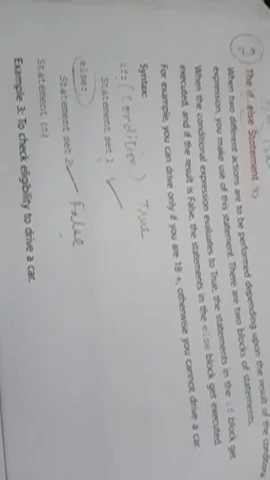 2 The if..else Statement
When two different actions are to be performed depending upon the result of the conditional
expression, you make use of this statement. There are two blocks of statements.
When the conditional expression evaluates to True, the statements in the if block get
executed and if the result is False, the statements in the else block get executed.
For example, you can drive only if you are 18 +, otherwise you cannot drive a car.
Syntax:
if: (Condition) True
Statement set 1
else:
Statement set 2 False
Statement (n)
Example 3: To check eligibility to drive a car.